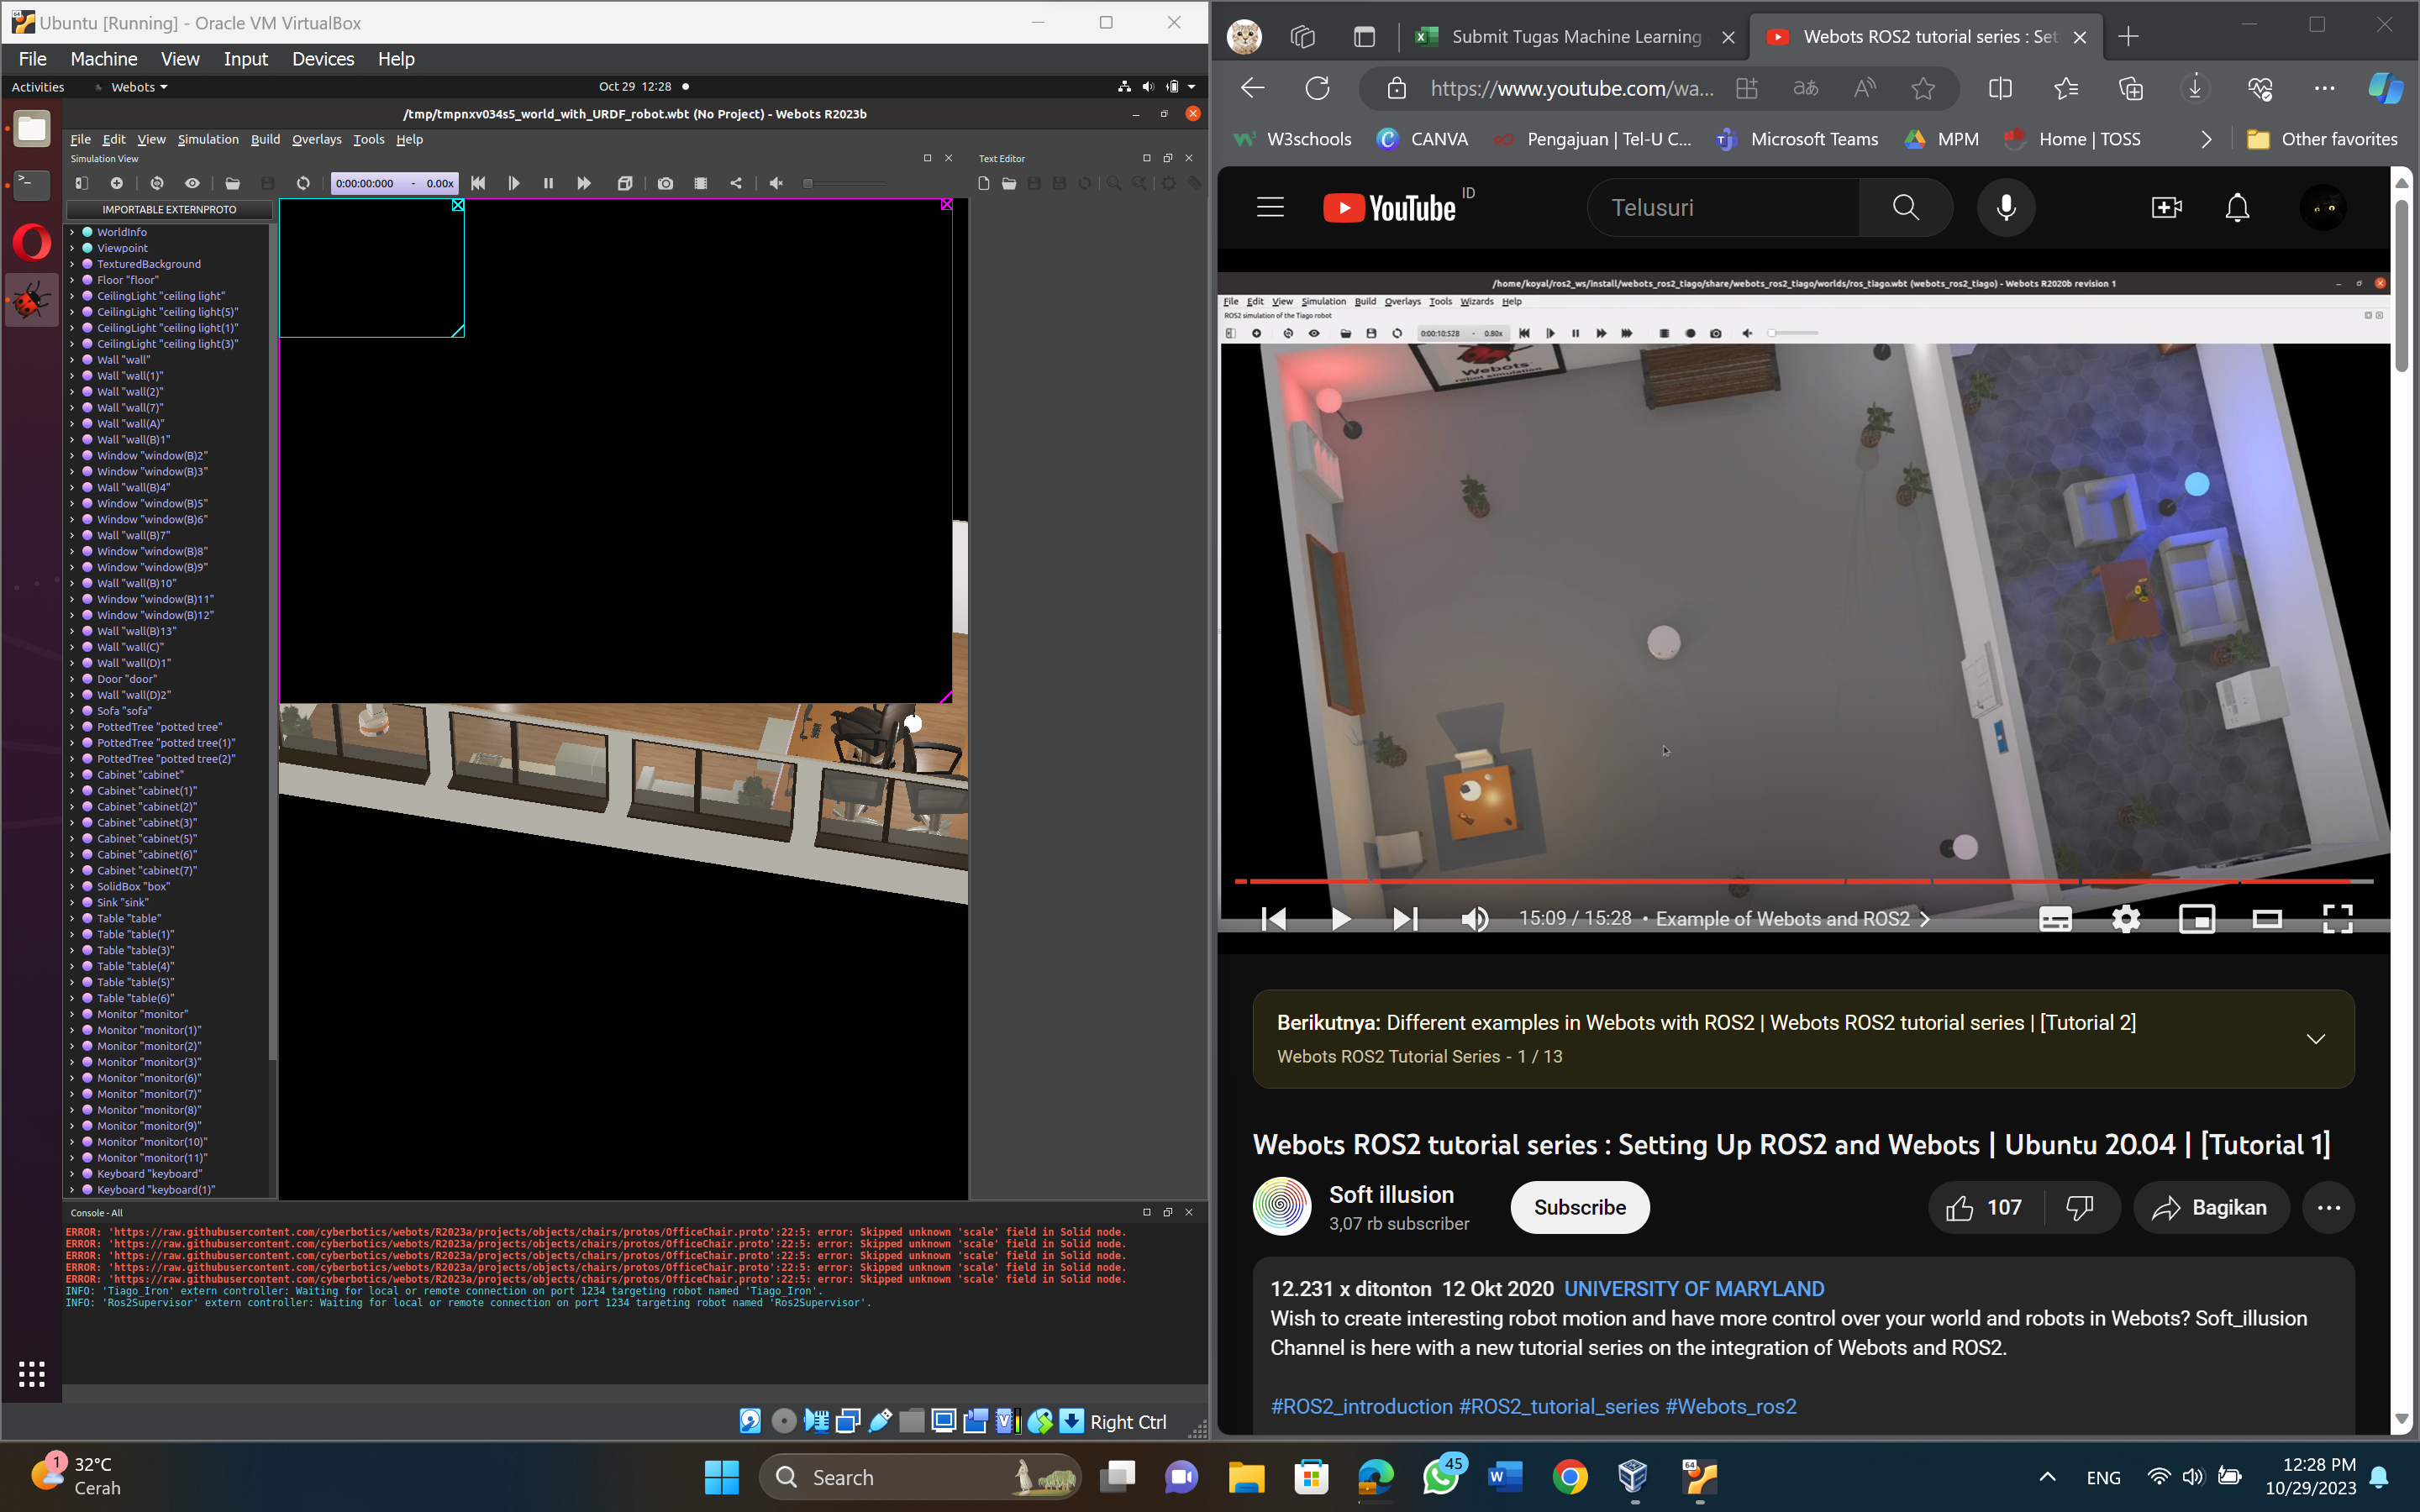 Ubuntu [Running] - Oracle VM VirtualBox
File Machine View Input Devices Help
Activities Webots Oct 29 12:28
/tmp/tmpnxv034s5_world_with_URDF_robot.wbt (No Project) - Webots R2023b
File Edit View Simulation Build Overlays Tools Help
Simulation View
Text Editor
0:00:00:000 - 0.00x
IMPORTABLE EXTERNPROTO
WorldInfo
Viewpoint
TexturedBackground
Floor "floor"
CeilingLight "ceiling light"
CeilingLight "ceiling light(5)"
CeilingLight "ceiling light(1)"
CeilingLight "ceiling light(3)"
Wall "wall"
Wall "wall(1)"
Wall "wall(2)"
Wall "wall(7)"
Wall "wall(A)"
Wall "wall(B)1"
Window "window(B)2"
Window "window(B)3"
Wall "wall(B)4"
Window "window(B)5"
Window "window(B)6"
Wall "wall(B)7"
Window "window(B)8"
Window "window(B)9"
Wall "wall(B)10"
Window "window(B)11"
Window "window(B)12"
Wall "wall(B)13"
Wall "wall(C)"
Wall "wall(D)1"
Door "door"
Wall "wall(D)2"
Sofa "sofa"
PottedTree "potted tree"
PottedTree "potted tree(1)"
PottedTree "potted tree(2)"
Cabinet "cabinet"
Cabinet "cabinet(1)"
Cabinet "cabinet(2)"
Cabinet "cabinet(3)"
Cabinet "cabinet(5)"
Cabinet "cabinet(6)"
Cabinet "cabinet(7)"
SolidBox "box"
Sink "sink"
Table "table"
Table "table(1)"
Table "table(3)"
Table "table(4)"
Table "table(5)"
Table "table(6)"
Monitor "monitor"
Monitor "monitor(1)"
Monitor "monitor(2)"
Monitor "monitor(3)"
Monitor "monitor(6)"
Monitor "monitor(7)"
Monitor "monitor(8)"
Monitor "monitor(9)"
Monitor "monitor(10)"
Monitor "monitor(11)"
Keyboard "keyboard"
Keyboard "keyboard(1)"
Console - All
ERROR: 'https://raw.githubusercontent.com/cyberbotics/webots/R2023a/projects/objects/chairs/protos/OfficeChair.proto':22:5: error: Skipped unknown 'scale' field in Solid node.
ERROR: 'https://raw.githubusercontent.com/cyberbotics/webots/R2023a/projects/objects/chairs/protos/OfficeChair.proto':22:5: error: Skipped unknown 'scale' field in Solid node.
ERROR: 'https://raw.githubusercontent.com/cyberbotics/webots/R2023a/projects/objects/chairs/protos/OfficeChair.proto':22:5: error: Skipped unknown 'scale' field in Solid node.
ERROR: 'https://raw.githubusercontent.com/cyberbotics/webots/R2023a/projects/objects/chairs/protos/OfficeChair.proto':22:5: error: Skipped unknown 'scale' field in Solid node.
ERROR: 'https://raw.githubusercontent.com/cyberbotics/webots/R2023a/projects/objects/chairs/protos/OfficeChair.proto':22:5: error: Skipped unknown 'scale' field in Solid node.
INFO: 'Tiago_Iron' extern controller: Waiting for local or remote connection on port 1234 targeting robot named 'Tiago_Iron'.
INFO: 'Ros2Supervisor' extern controller: Waiting for local or remote connection on port 1234 targeting robot named 'Ros2Supervisor'.
Right Ctrl
Submit Tugas Machine Learning
Webots ROS2 tutorial series : Set
https://www.youtube.com/wa...
W3schools CANVA Pengajuan | Tel-U C... Microsoft Teams MPM Home | TOSS Other favorites
YouTube ID
Telusuri
/home/koyal/ros2_ws/install/webots_ros2_tiago/share/webots_ros2_tiago/worlds/ros_tiago.wbt (webots_ros2_tiago) - Webots R2020b revision 1
File Edit View Simulation Build Overlays Tools Wizards Help
ROS2 simulation of the Tiago robot
0:00:10:528 - 0.80x
Webots
robot simulation
15:09 / 15:28 • Example of Webots and ROS2
Berikutnya: Different examples in Webots with ROS2 | Webots ROS2 tutorial series | [Tutorial 2]
Webots ROS2 Tutorial Series - 1 / 13
Webots ROS2 tutorial series : Setting Up ROS2 and Webots | Ubuntu 20.04 | [Tutorial 1]
Soft illusion
3,07 rb subscriber
Subscribe
107
Bagikan
12.231 x ditonton 12 Okt 2020 UNIVERSITY OF MARYLAND
Wish to create interesting robot motion and have more control over your world and robots in Webots? Soft_illusion
Channel is here with a new tutorial series on the integration of Webots and ROS2.
#ROS2_introduction #ROS2_tutorial_series #Webots_ros2
1
32°C
Cerah
Search
45
64
ENG
12:28 PM
10/29/2023